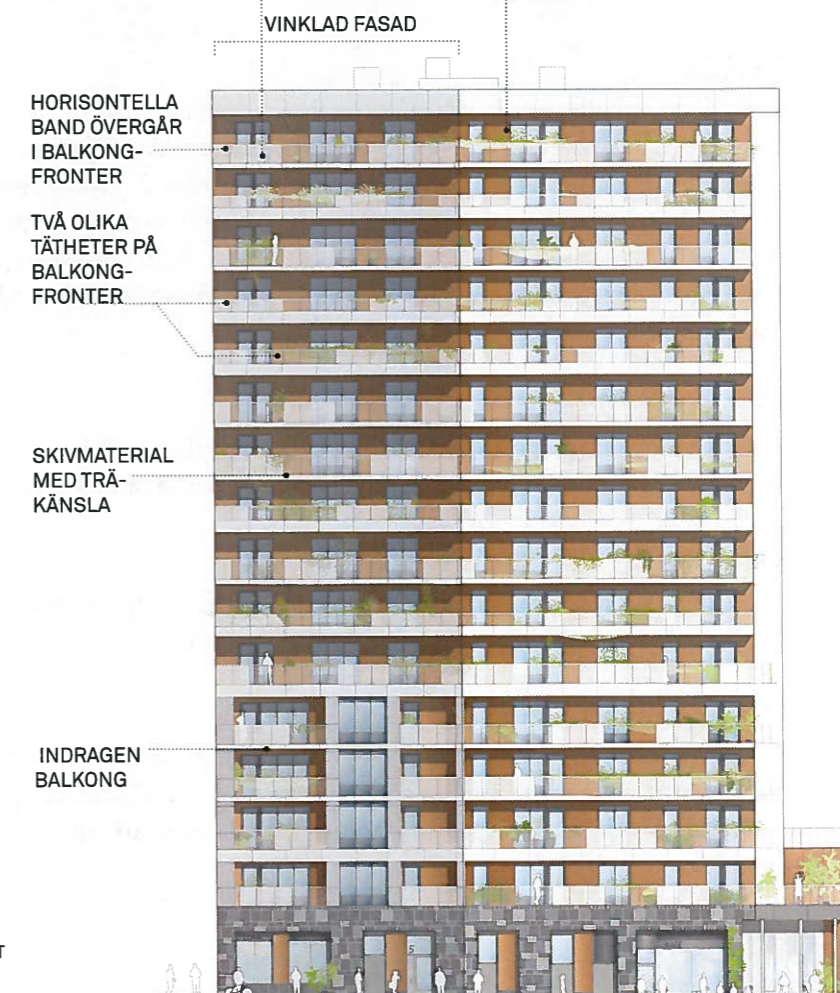 VINKLAD FASAD
HORISONTELLA
BAND ÖVERGÅR
I BALKONG-
FRONTER
TVÅ OLIKA
TÄTHETER PÅ
BALKONG-
FRONTER
SKIVMATERIAL
MED TRÄ-
KÄNSLA
INDRAGEN
BALKONG
5
T